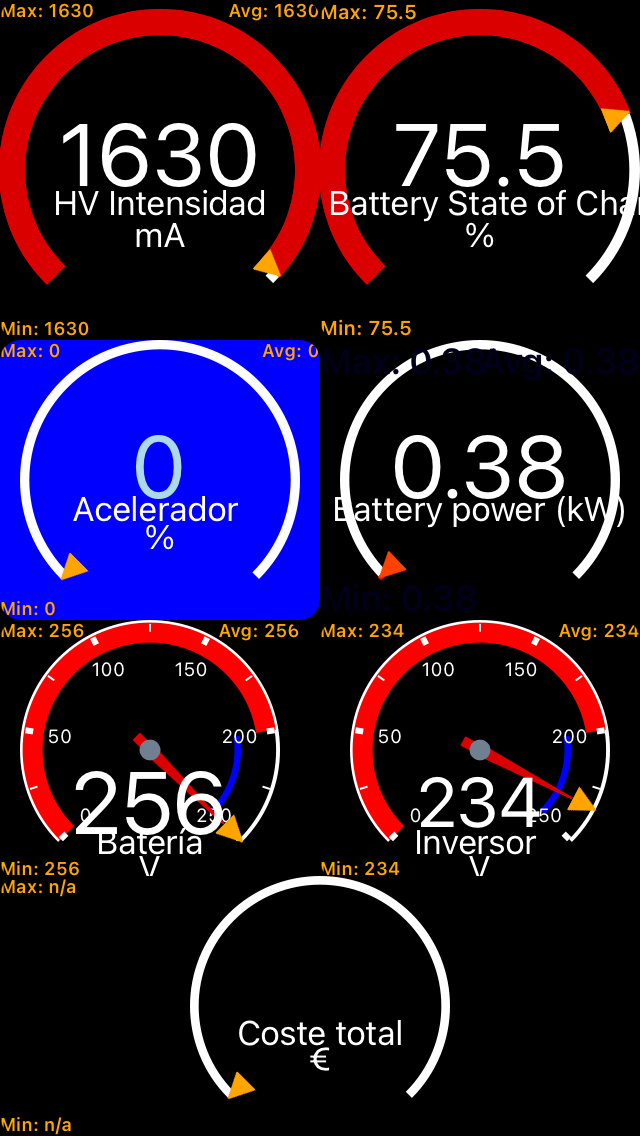 Max: 1630 Avg: 1630
1630
HV Intensidad
mA
Min: 1630
Max: 75.5
75.5
Battery State of Char
%
Min: 75.5
Max: 0 Avg: 0
0
Acelerador
%
Min: 0
Max: 0.38 Avg: 0.38
0.38
Battery power (kW)
Min: 0.38
Max: 256 Avg: 256
100 150
50 200
0 250
256
Batería
V
Min: 256
Max: 234 Avg: 234
100 150
50 200
0 250
234
Inversor
V
Min: 234
Max: n/a
Coste total
€
Min: n/a